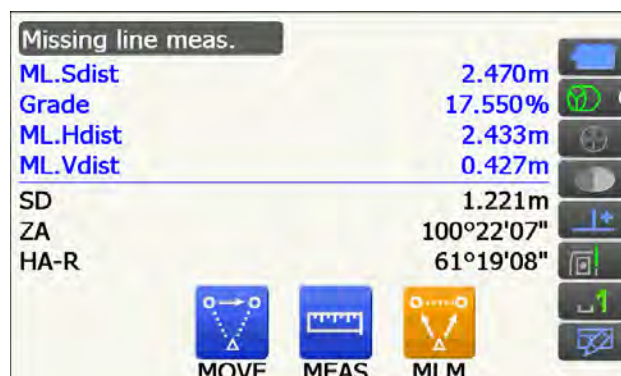 Missing line meas.
ML.Sdist 2.470m
Grade 17.550%
ML.Hdist 2.433m
ML.Vdist 0.427m
SD 1.221m
ZA 100°22'07"
HA-R 61°19'08"
1
MOVE MEAS MLM